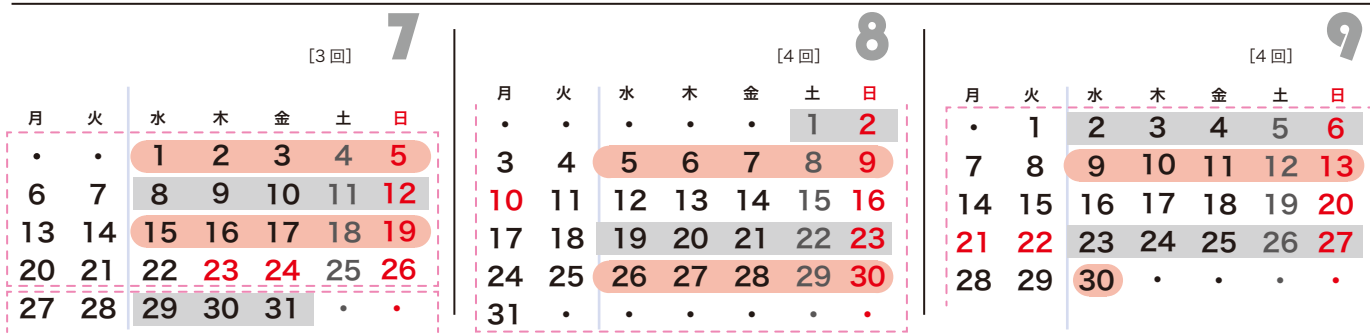 7
[3 回]
月 火 水 木 金 土 日
・ ・ 1 2 3 4 5
6 7 8 9 10 11 12
13 14 15 16 17 18 19
20 21 22 23 24 25 26
27 28 29 30 31 ・ ・
8
[4 回]
月 火 水 木 金 土 日
・ ・ ・ ・ ・ 1 2
3 4 5 6 7 8 9
10 11 12 13 14 15 16
17 18 19 20 21 22 23
24 25 26 27 28 29 30
31 ・ ・ ・ ・ ・ ・
9
[4 回]
月 火 水 木 金 土 日
・ 1 2 3 4 5 6
7 8 9 10 11 12 13
14 15 16 17 18 19 20
21 22 23 24 25 26 27
28 29 30 ・ ・ ・ ・